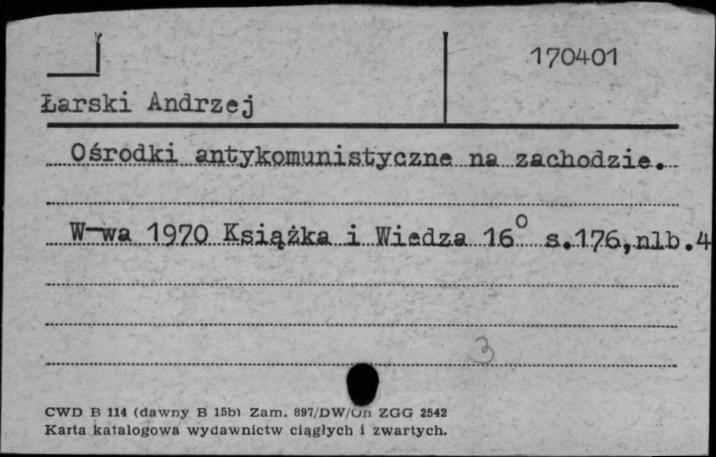 170401
Łarski Andrzej
Ośrodki antykomunistyczne na zachodzie.
W-wa 1970 Książka i Wiedza 16° s.176, nlb.4
3
CWD B 114 (dawny B 15b) Zam. 897/DW/On ZGG 2542
Karta katalogowa wydawnictw ciągłych i zwartych.